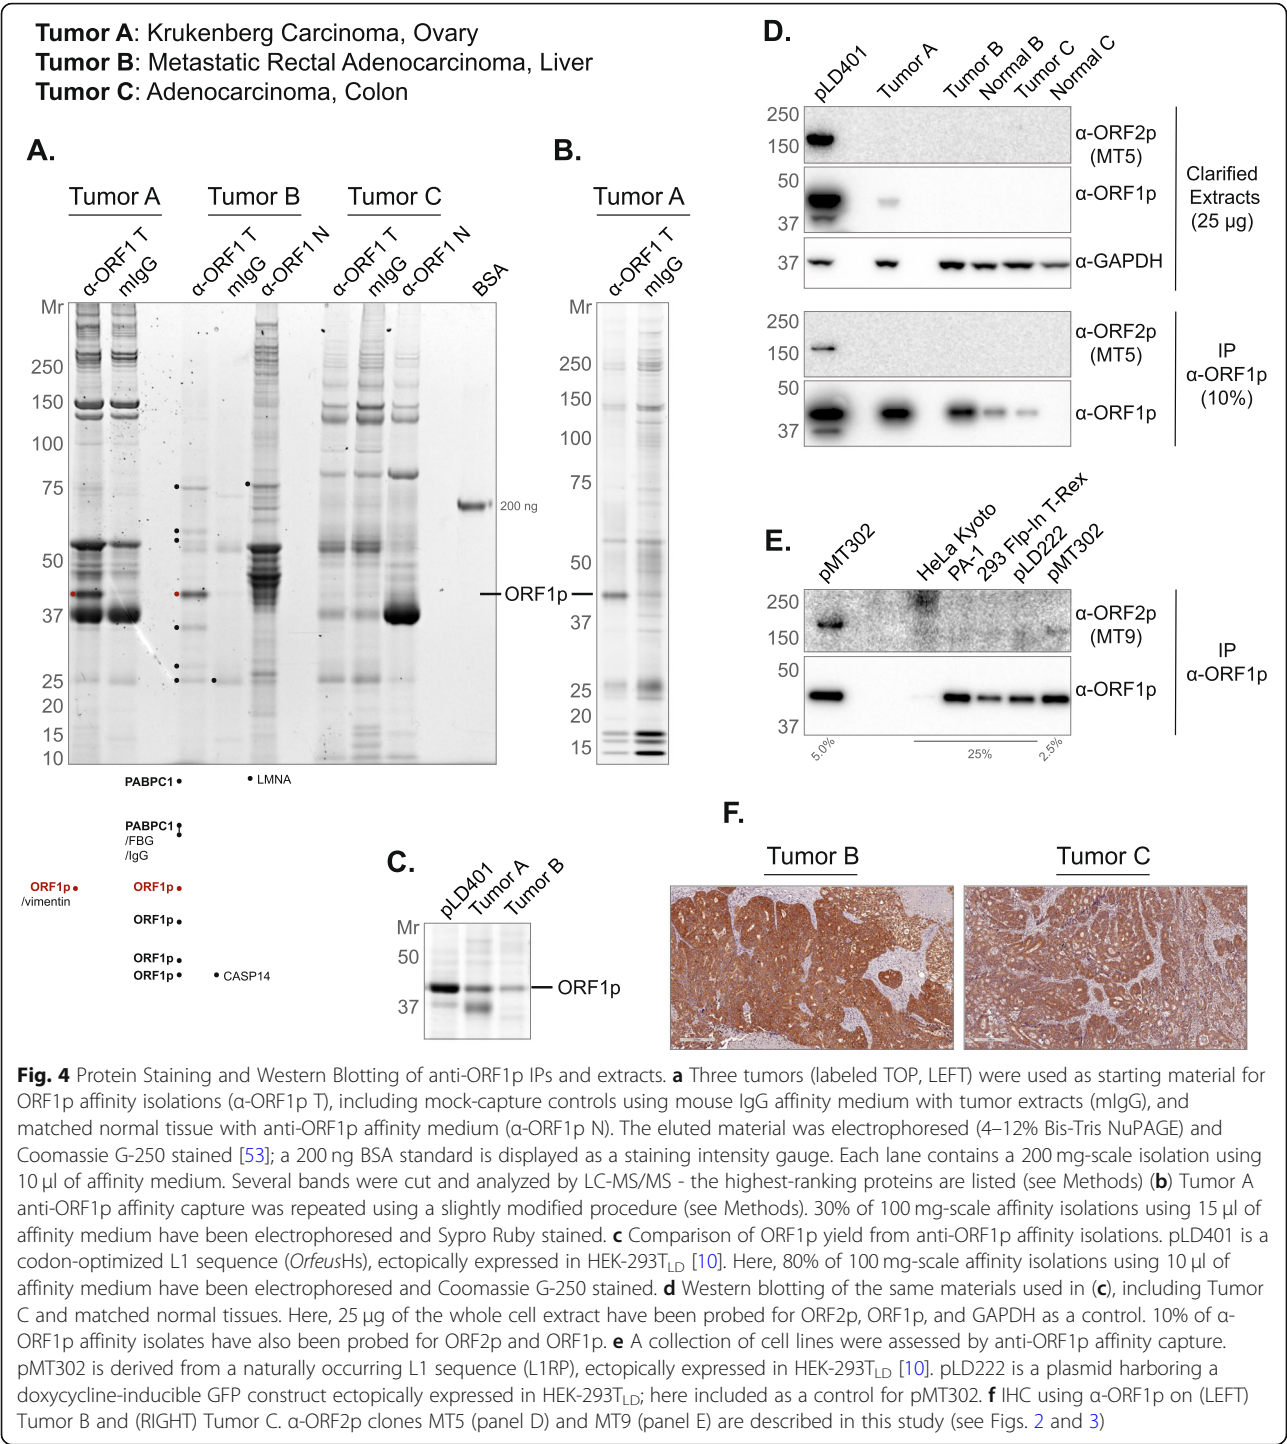 Tumor A: Krukenberg Carcinoma, Ovary
Tumor B: Metastatic Rectal Adenocarcinoma, Liver
Tumor C: Adenocarcinoma, Colon
A.
Tumor A
Tumor B
Tumor C
α-ORF1 T
mIgG
α-ORF1 T
mIgG
α-ORF1 N
α-ORF1 T
mIgG
α-ORF1 N
BSA
Mr
250
150
100
75
50
37
25
20
15
10
200 ng
ORF1p
PABPC1
LMNA
PABPC1
/FBG
/IgG
ORF1p
/vimentin
ORF1p
ORF1p
ORF1p
ORF1p
CASP14
B.
Tumor A
α-ORF1 T
mIgG
Mr
250
150
100
75
50
37
25
20
15
C.
pLD401
Tumor A
Tumor B
Mr
50
37
ORF1p
D.
pLD401
Tumor A
Tumor B
Normal B
Tumor C
Normal C
250
150
α-ORF2p
(MT5)
50
37
α-ORF1p
37
α-GAPDH
Clarified
Extracts
(25 µg)
250
150
α-ORF2p
(MT5)
50
37
α-ORF1p
IP
α-ORF1p
(10%)
E.
pMT302
HeLa Kyoto
PA-1
293 Flp-In T-Rex
pLD222
pMT302
250
150
α-ORF2p
(MT9)
50
37
α-ORF1p
IP
α-ORF1p
5.0%
25%
2.5%
F.
Tumor B
Tumor C
Fig. 4 Protein Staining and Western Blotting of anti-ORF1p IPs and extracts. a Three tumors (labeled TOP, LEFT) were used as starting material for
ORF1p affinity isolations (α-ORF1p T), including mock-capture controls using mouse IgG affinity medium with tumor extracts (mIgG), and
matched normal tissue with anti-ORF1p affinity medium (α-ORF1p N). The eluted material was electrophoresed (4–12% Bis-Tris NuPAGE) and
Coomassie G-250 stained [53]; a 200 ng BSA standard is displayed as a staining intensity gauge. Each lane contains a 200 mg-scale isolation using
10 µl of affinity medium. Several bands were cut and analyzed by LC-MS/MS - the highest-ranking proteins are listed (see Methods) (b) Tumor A
anti-ORF1p affinity capture was repeated using a slightly modified procedure (see Methods). 30% of 100 mg-scale affinity isolations using 15 µl of
affinity medium have been electrophoresed and Sypro Ruby stained. c Comparison of ORF1p yield from anti-ORF1p affinity isolations. pLD401 is a
codon-optimized L1 sequence (OrfeusHs), ectopically expressed in HEK-293TLD [10]. Here, 80% of 100 mg-scale affinity isolations using 10 µl of
affinity medium have been electrophoresed and Coomassie G-250 stained. d Western blotting of the same materials used in (c), including Tumor
C and matched normal tissues. Here, 25 µg of the whole cell extract have been probed for ORF2p, ORF1p, and GAPDH as a control. 10% of α-
ORF1p affinity isolates have also been probed for ORF2p and ORF1p. e A collection of cell lines were assessed by anti-ORF1p affinity capture.
pMT302 is derived from a naturally occurring L1 sequence (L1RP), ectopically expressed in HEK-293TLD [10]. pLD222 is a plasmid harboring a
doxycycline-inducible GFP construct ectopically expressed in HEK-293TLD; here included as a control for pMT302. f IHC using α-ORF1p on (LEFT)
Tumor B and (RIGHT) Tumor C. α-ORF2p clones MT5 (panel D) and MT9 (panel E) are described in this study (see Figs. 2 and 3)